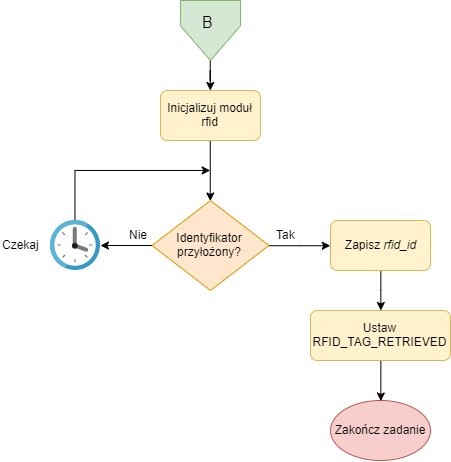 B
Inicjalizuj moduł
rfid
Czekaj
Nie
Identyfikator
przyłożony?
Tak
Zapisz rfid_id
Ustaw
RFID_TAG_RETRIEVED
Zakończ zadanie